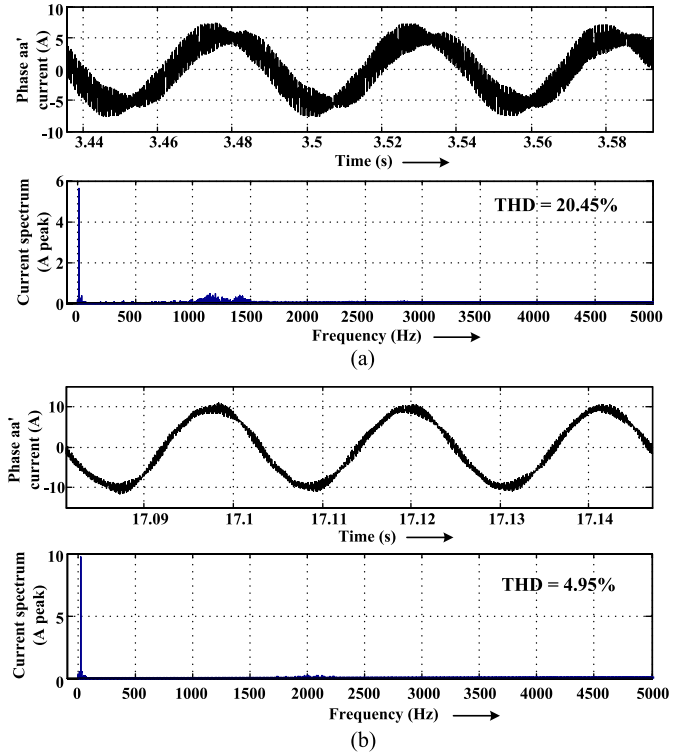 10
5
0
-5
-10
Phase aa'
current (A)
3.44 3.46 3.48 3.5 3.52 3.54 3.56 3.58
Time (s)
6
4
2
0
Current spectrum
(A peak)
THD = 20.45%
0 500 1000 1500 2000 2500 3000 3500 4000 4500 5000
Frequency (Hz)
(a)
10
0
-10
Phase aa'
current (A)
17.09 17.1 17.11 17.12 17.13 17.14
Time (s)
10
5
0
Current spectrum
(A peak)
THD = 4.95%
0 500 1000 1500 2000 2500 3000 3500 4000 4500 5000
Frequency (Hz)
(b)